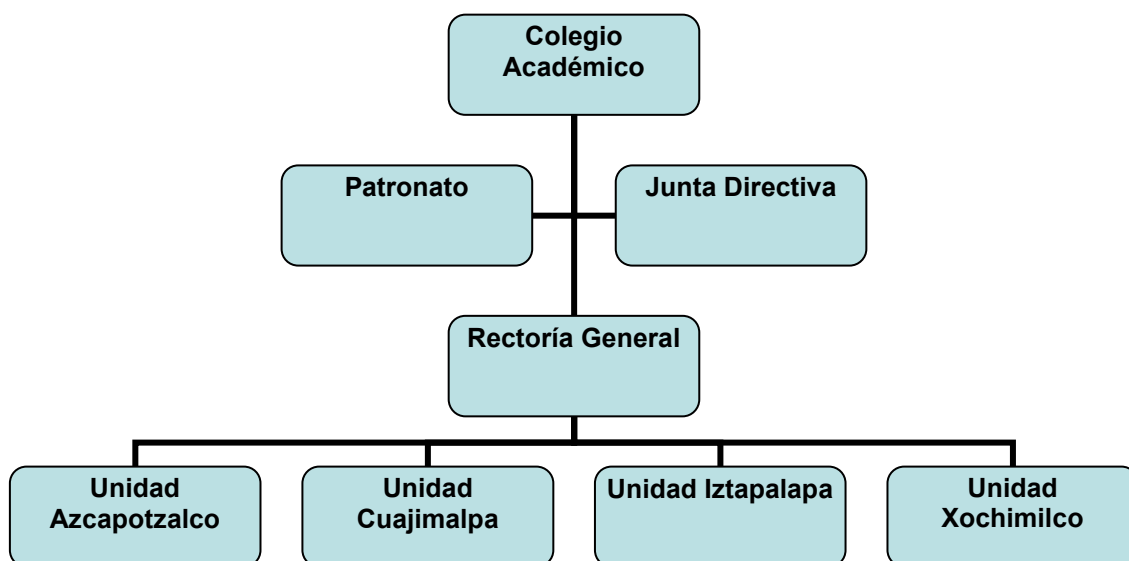 Colegio
Académico
Patronato
Junta Directiva
Rectoría General
Unidad
Azcapotzalco
Unidad
Cuajimalpa
Unidad Iztapalapa
Unidad
Xochimilco